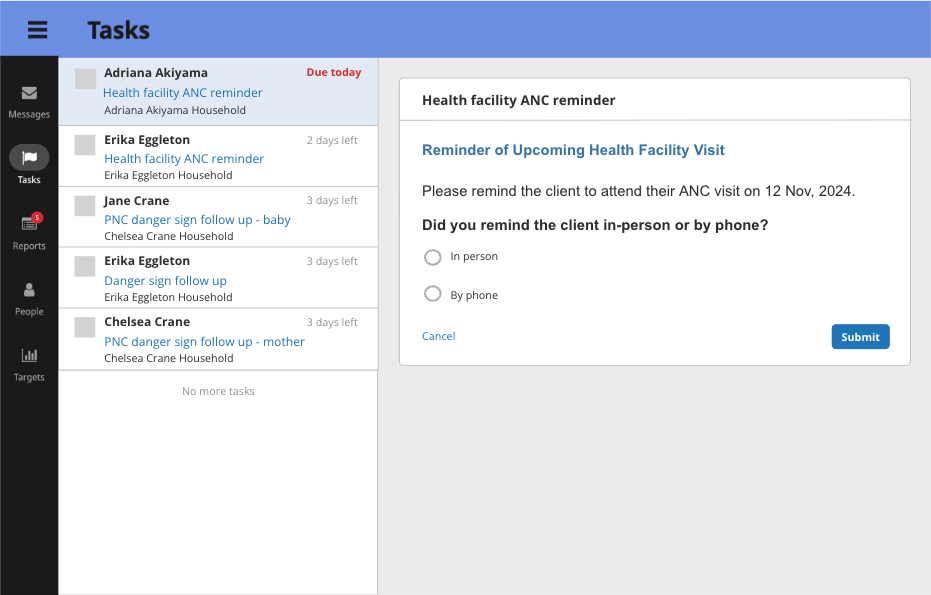 Tasks
Messages
Tasks
5
Reports
People
Targets
Adriana Akiyama
Due today
Health facility ANC reminder
Adriana Akiyama Household
Erika Eggleton
2 days left
Health facility ANC reminder
Erika Eggleton Household
Jane Crane
3 days left
PNC danger sign follow up - baby
Chelsea Crane Household
Erika Eggleton
3 days left
Danger sign follow up
Erika Eggleton Household
Chelsea Crane
3 days left
PNC danger sign follow up - mother
Chelsea Crane Household
No more tasks
Health facility ANC reminder
Reminder of Upcoming Health Facility Visit
Please remind the client to attend their ANC visit on 12 Nov, 2024.
Did you remind the client in-person or by phone?
In person
By phone
Cancel
Submit